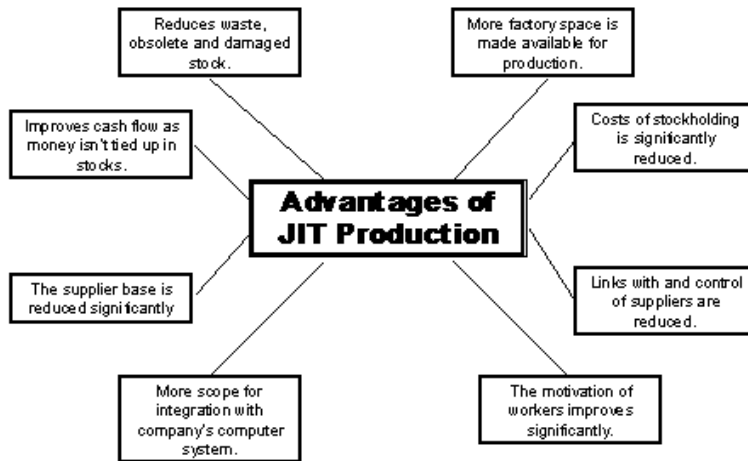 Reduces waste,
obsolete and damaged
stock.
More factory space is
made available for
production.
Improves cash flow as
money isn't tied up in
stocks.
Costs of stockholding
is significantly
reduced.
Advantages of
JIT Production
The supplier base is
reduced significantly
Links with and control
of suppliers are
reduced.
More scope for
integration with
company's computer
system.
The motivation of
workers improves
significantly.